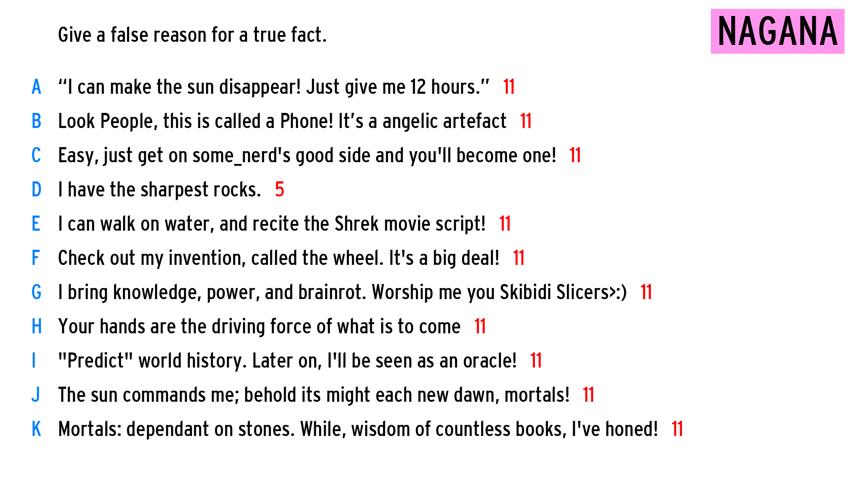 Give a false reason for a true fact.
NAGANA
A “I can make the sun disappear! Just give me 12 hours.” 11
B Look People, this is called a Phone! It’s a angelic artefact 11
C Easy, just get on some_nerd's good side and you'll become one! 11
D I have the sharpest rocks. 5
E I can walk on water, and recite the Shrek movie script! 11
F Check out my invention, called the wheel. It's a big deal! 11
G I bring knowledge, power, and brainrot. Worship me you Skibidi Slicers>:) 11
H Your hands are the driving force of what is to come 11
I "Predict" world history. Later on, I'll be seen as an oracle! 11
J The sun commands me; behold its might each new dawn, mortals! 11
K Mortals: dependant on stones. While, wisdom of countless books, I've honed! 11